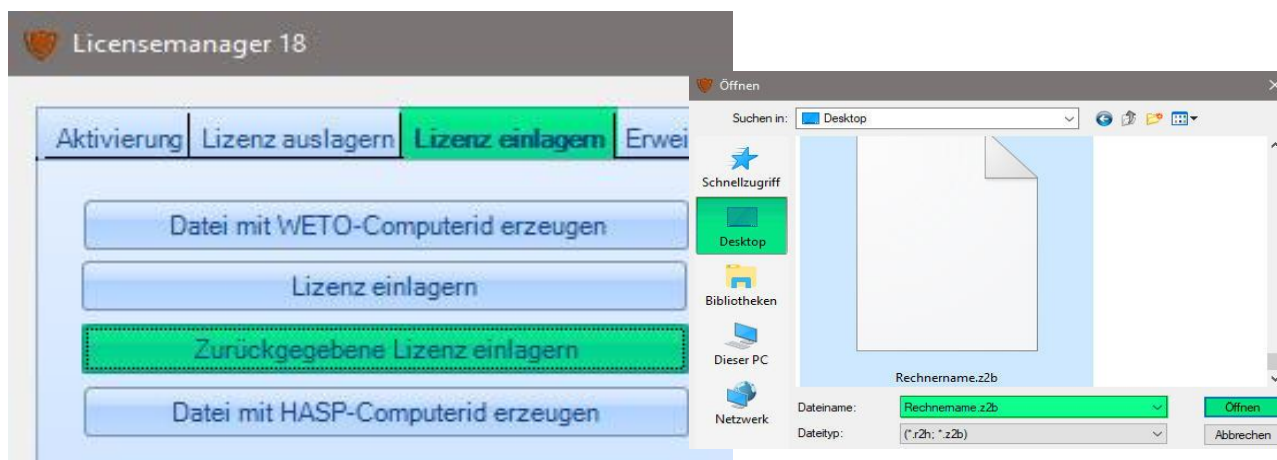 Licensemanager 18
Aktivierung Lizenz auslagern Lizenz einlagern Erwei
Datei mit WETO-Computerid erzeugen
Lizenz einlagern
Zurückgegebene Lizenz einlagern
Datei mit HASP-Computerid erzeugen
Öffnen
Suchen in: Desktop
Schnellzugriff
Desktop
Bibliotheken
Dieser PC
Netzwerk
Rechnername.z2b
Dateiname: Rechnername.z2b Öffnen
Dateityp: (*.r2h; *.z2b) Abbrechen